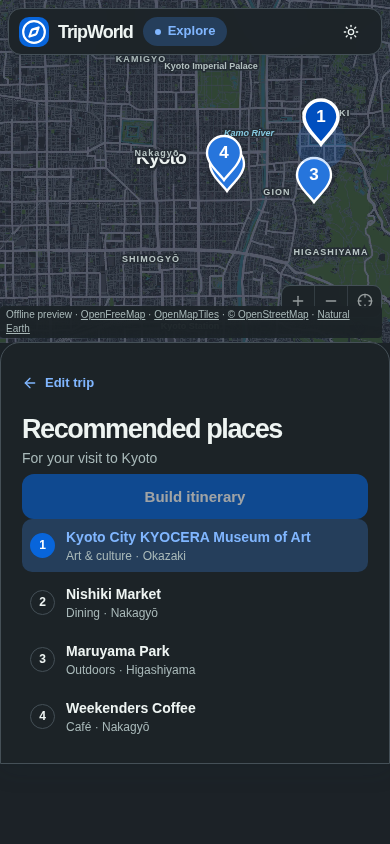 TripWorld
Explore
KAMIGYO
Kyoto Imperial Palace
1
KI
Kamo River
Nakagyō
Kyoto
4
3
GION
HIGASHIYAMA
SHIMOGYŌ
Offline preview · OpenFreeMap · OpenMapTiles · © OpenStreetMap · Natural
Earth
Edit trip
Recommended places
For your visit to Kyoto
Build itinerary
1
Kyoto City KYOCERA Museum of Art
Art & culture · Okazaki
2
Nishiki Market
Dining · Nakagyō
3
Maruyama Park
Outdoors · Higashiyama
4
Weekenders Coffee
Café · Nakagyō